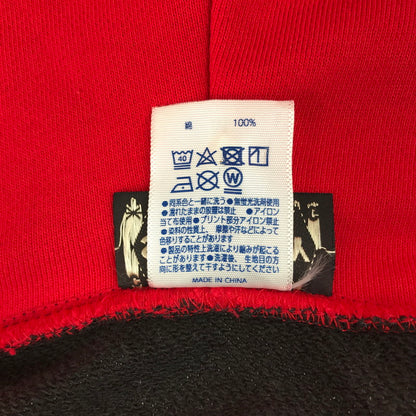 綿 100%
40
W
●同系色と一緒に洗う ●無蛍光洗剤使用
●濡れたままの放置は禁止 ●アイロン
当て布使用 ●プリント部分アイロン禁止
●染料の性質上、摩擦や汗などによって
色移りすることがあります
●製品の特性上洗濯により縮みが起こる
ことがあります ●洗濯後、生地目の方
向に形を整えて干すようにしてください
MADE IN CHINA